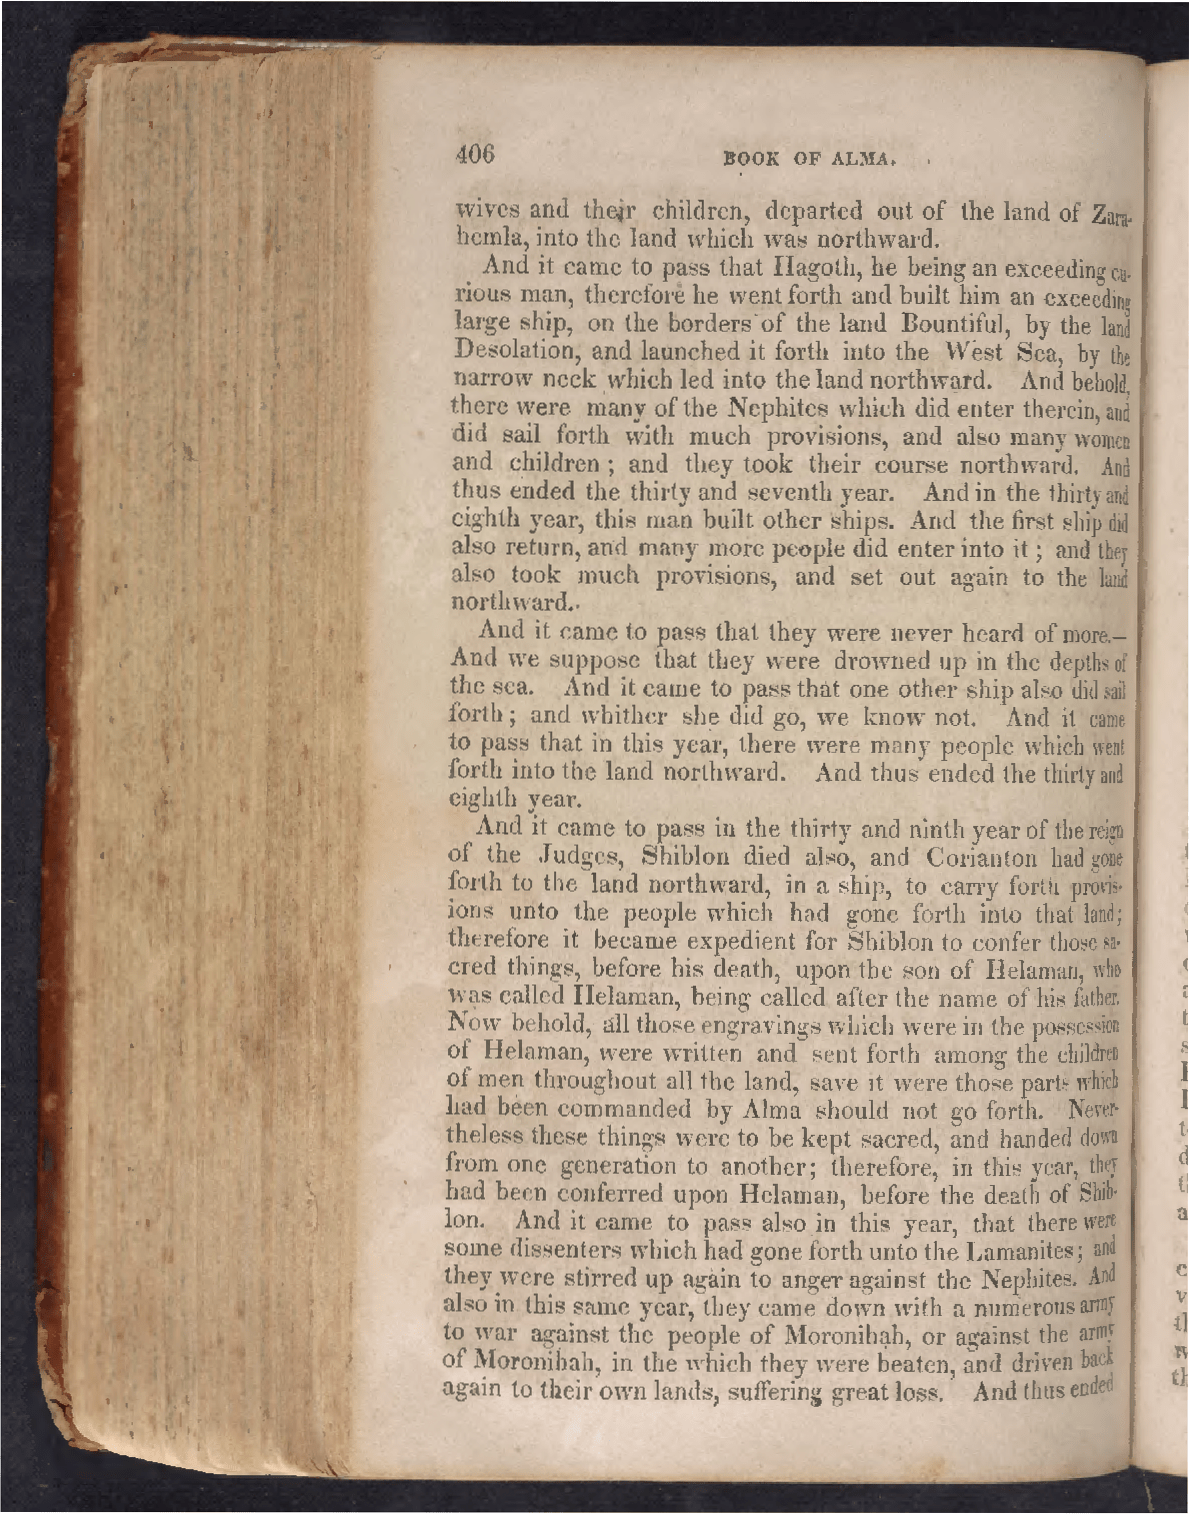 406 BOOK OF ALMA.
wives and their children, departed out of the land of Zara-
hemla, into the land which was northward.
And it came to pass that Hagoth, he being an exceeding cu-
rious man, therefore he went forth and built him an exceeding
large ship, on the borders of the land Bountiful, by the land
Desolation, and launched it forth into the West Sea, by the
narrow neck which led into the land northward. And behold,
there were many of the Nephites which did enter therein, and
did sail forth with much provisions, and also many women
and children ; and they took their course northward. And
thus ended the thirty and seventh year. And in the thirty and
eighth year, this man built other ships. And the first ship did
also return, and many more people did enter into it ; and they
also took much provisions, and set out again to the land
northward.
And it came to pass that they were never heard of more.—
And we suppose that they were drowned up in the depths of
the sea. And it came to pass that one other ship also did sail
forth ; and whither she did go, we know not. And it came
to pass that in this year, there were many people which went
forth into the land northward. And thus ended the thirty and
eighth year.
And it came to pass in the thirty and ninth year of the reign
of the Judges, Shiblon died also, and Corianton had gone
forth to the land northward, in a ship, to carry forth provis-
ions unto the people which had gone forth into that land;
therefore it became expedient for Shiblon to confer those sa-
cred things, before his death, upon the son of Helaman, who
was called Helaman, being called after the name of his father.
Now behold, all those engravings which were in the possession
of Helaman, were written and sent forth among the children
of men throughout all the land, save it were those parts which
had been commanded by Alma should not go forth. Never-
theless these things were to be kept sacred, and handed down
from one generation to another; therefore, in this year, they
had been conferred upon Helaman, before the death of Shib-
lon. And it came to pass also in this year, that there were
some dissenters which had gone forth unto the Lamanites; and
they were stirred up again to anger against the Nephites. And
also in this same year, they came down with a numerous army
to war against the people of Moronihah, or against the army
of Moronihah, in the which they were beaten, and driven back
again to their own lands, suffering great loss. And thus ended